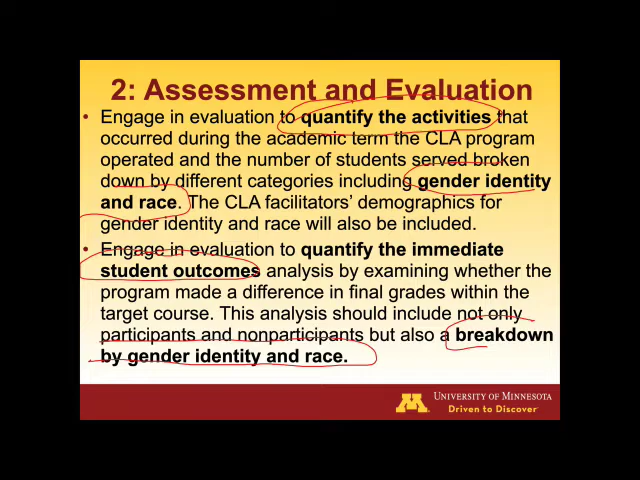 2: Assessment and Evaluation
• Engage in evaluation to quantify the activities that
occurred during the academic term the CLA program
operated and the number of students served broken
down by different categories including gender identity
and race. The CLA facilitators' demographics for
gender identity and race will also be included.
• Engage in evaluation to quantify the immediate
student outcomes analysis by examining whether the
program made a difference in final grades within the
target course. This analysis should include not only
participants and nonparticipants but also a breakdown
by gender identity and race.
M UNIVERSITY OF MINNESOTA
Driven to Discover